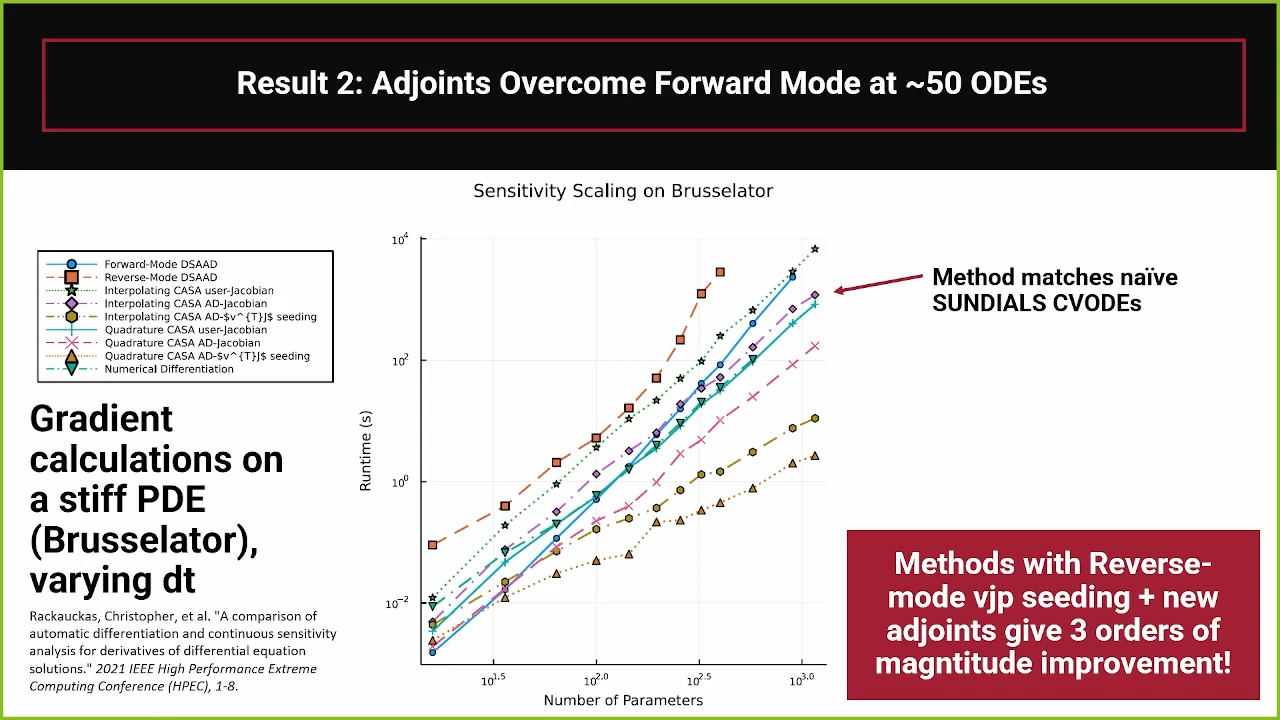 Result 2: Adjoints Overcome Forward Mode at ~50 ODEs
Sensitivity Scaling on Brusselator
Forward-Mode DSAAD
Reverse-Mode DSAAD
Interpolating CASA user-Jacobian
Interpolating CASA AD-Jacobian
Interpolating CASA AD-$v^{T}J$ seeding
Quadrature CASA user-Jacobian
Quadrature CASA AD-Jacobian
Quadrature CASA AD-$v^{T}J$ seeding
Numerical Differentiation
Gradient
calculations on
a stiff PDE
(Brusselator),
varying dt
Rackauckas, Christopher, et al. "A comparison of
automatic differentiation and continuous sensitivity
analysis for derivatives of differential equation
solutions." 2021 IEEE High Performance Extreme
Computing Conference (HPEC), 1-8.
Runtime (s)
10^4
10^2
10^0
10^-2
10^1.5 10^2.0 10^2.5 10^3.0
Number of Parameters
Method matches naïve
SUNDIALS CVODEs
Methods with Reverse-
mode vjp seeding + new
adjoints give 3 orders of
magntitude improvement!